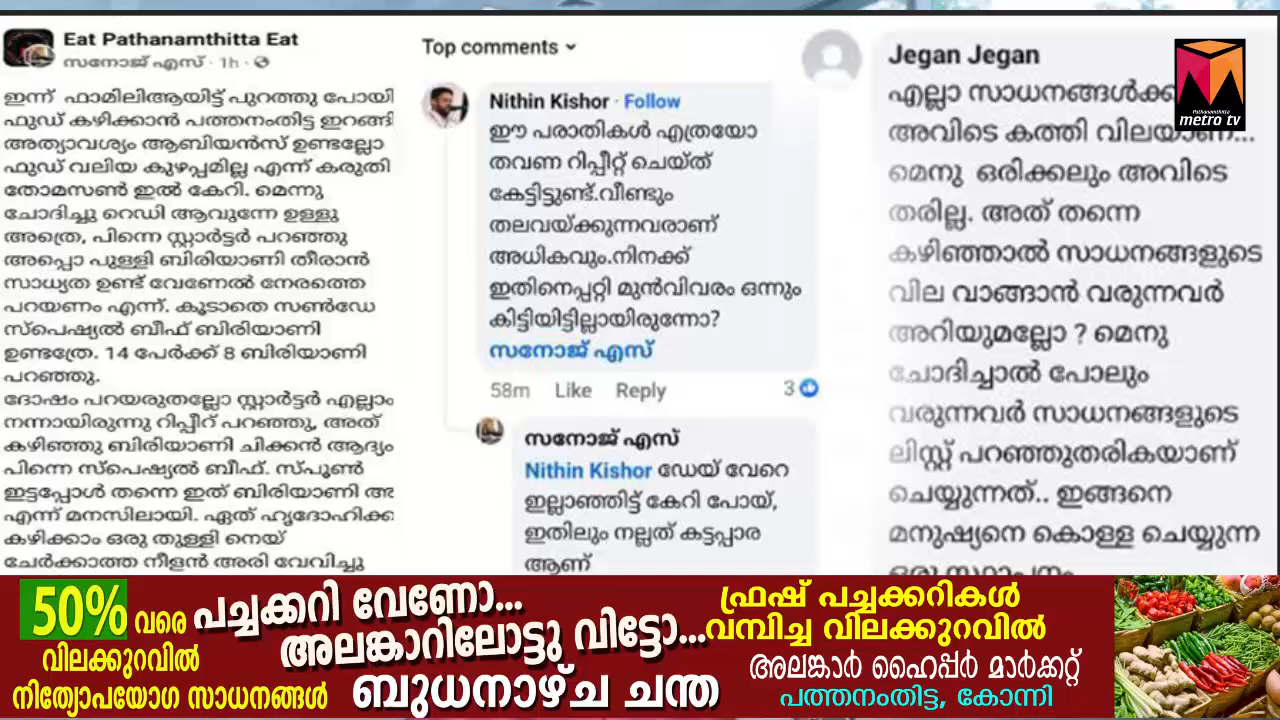 Eat Pathanamthitta Eat
സനോജ് എസ് · 1h ·
ഇന്ന് ഫാമിലിആയിട്ട് പുറത്തു പോയി
ഫുഡ് കഴിക്കാൻ പത്തനംതിട്ട ഇറങ്ങി
അത്യാവശ്യം ആബിയൻസ് ഉണ്ടല്ലോ
ഫുഡ് വലിയ കുഴപ്പമില്ല എന്ന് കരുതി
തോമസൺ ഇൽ കേറി. മെന്നു
ചോദിച്ചു റെഡി ആവുന്നേ ഉള്ളു
അത്രെ, പിന്നെ സ്റ്റാർട്ടർ പറഞ്ഞു
അപ്പൊ പുള്ളി ബിരിയാണി തീരാൻ
സാധ്യത ഉണ്ട് വേണേൽ നേരത്തെ
പറയണം എന്ന്. കൂടാതെ സൺഡേ
സ്പെഷ്യൽ ബീഫ് ബിരിയാണി
ഉണ്ടത്രേ. 14 പേർക്ക് 8 ബിരിയാണി
പറഞ്ഞു.
ദോഷം പറയരുതല്ലോ സ്റ്റാർട്ടർ എല്ലാം
നന്നായിരുന്നു റിപ്പീറ് പറഞ്ഞു, അത്
കഴിഞ്ഞു ബിരിയാണി ചിക്കൻ ആദ്യം
പിന്നെ സ്പെഷ്യൽ ബീഫ്. സ്പൂൺ
ഇട്ടപ്പോൾ തന്നെ ഇത് ബിരിയാണി അ
എന്ന് മനസിലായി. ഏത് ഹൃദോഹിക്ക
കഴിക്കാം ഒരു തുള്ളി നെയ്
ചേർക്കാത്ത നീളൻ അരി വേവിച്ചു
Top comments
Nithin Kishor · Follow
ഈ പരാതികൾ എത്രയോ
തവണ റിപ്പീറ്റ് ചെയ്ത്
കേട്ടിട്ടുണ്ട്.വീണ്ടും
തലവയ്ക്കുന്നവരാണ്
അധികവും.നിനക്ക്
ഇതിനെപ്പറ്റി മുൻവിവരം ഒന്നും
കിട്ടിയിട്ടില്ലായിരുന്നോ?
സനോജ് എസ്
58m Like Reply 3
സനോജ് എസ്
Nithin Kishor ഡേയ് വേറെ
ഇല്ലാഞ്ഞിട്ട് കേറി പോയ്,
ഇതിലും നല്ലത് കട്ടപ്പാര
ആണ്
Jegan Jegan
എല്ലാ സാധനങ്ങൾക്ക
അവിടെ കത്തി വിലയാണ്...
മെനു ഒരിക്കലും അവിടെ
തരില്ല. അത് തന്നെ
കഴിഞ്ഞാൽ സാധനങ്ങളുടെ
വില വാങ്ങാൻ വരുന്നവർ
അറിയുമല്ലോ ? മെനു
ചോദിച്ചാൽ പോലും
വരുന്നവർ സാധനങ്ങളുടെ
ലിസ്റ്റ് പറഞ്ഞുതരികയാണ്
ചെയ്യുന്നത്.. ഇങ്ങനെ
മനുഷ്യനെ കൊള്ള ചെയ്യുന്ന
ഒരു സ്ഥാപനം
Pathanamthitta
metro tv
50% വരെ
വിലക്കുറവിൽ
നിത്യോപയോഗ സാധനങ്ങൾ
പച്ചക്കറി വേണോ...
അലങ്കാറിലോട്ടു വിട്ടോ...
ബുധനാഴ്ച ചന്ത
ഫ്രഷ് പച്ചക്കറികൾ
വമ്പിച്ച വിലക്കുറവിൽ
അലങ്കാർ ഹൈപ്പർ മാർക്കറ്റ്
പത്തനംതിട്ട, കോന്നി